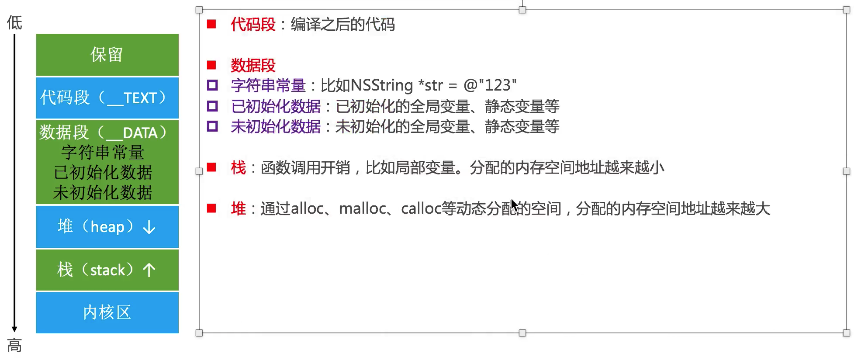 低
保留
代码段（__TEXT）
数据段（__DATA）
字符串常量
已初始化数据
未初始化数据
堆（heap）↓
栈（stack）↑
内核区
高
代码段：编译之后的代码
数据段
字符串常量：比如NSString *str = @"123"
已初始化数据：已初始化的全局变量、静态变量等
未初始化数据：未初始化的全局变量、静态变量等
栈：函数调用开销，比如局部变量。分配的内存空间地址越来越小
堆：通过alloc、malloc、calloc等动态分配的空间，分配的内存空间地址越来越大